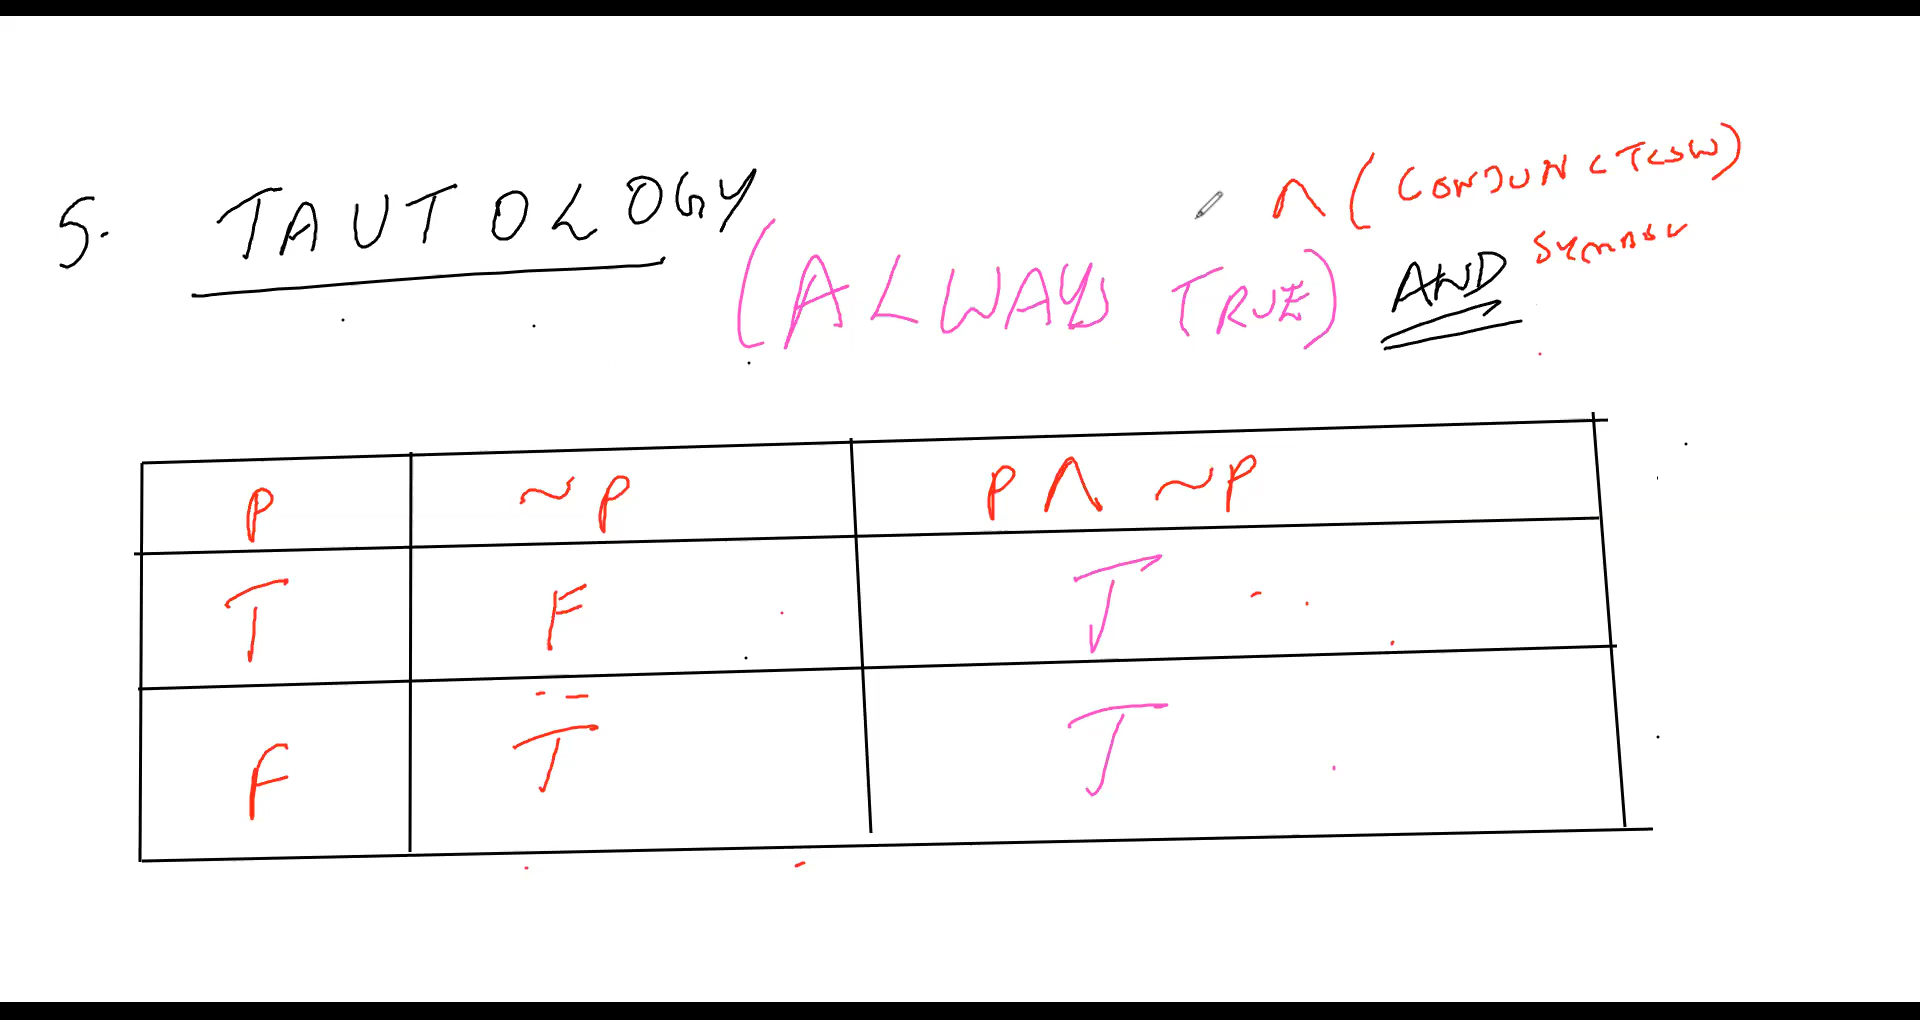 5. TAUTOLOGY
∧ (CONJUNCTION)
SYMBOL
(ALWAYS TRUE) AND
P ~P P ∧ ~P
T F T
F T T